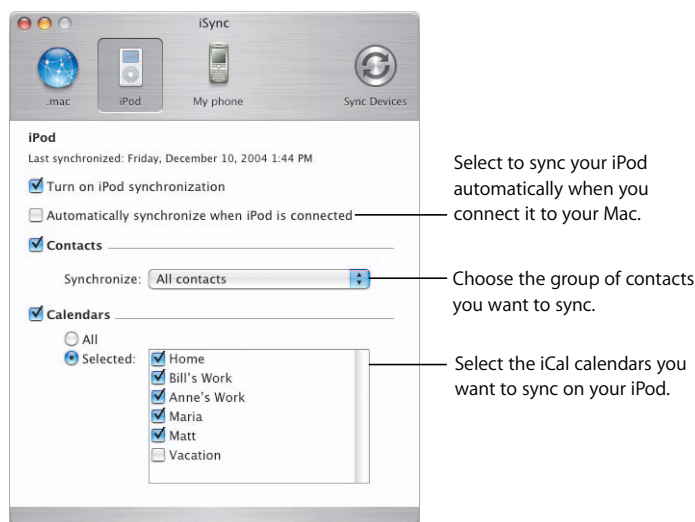 iSync
.mac
iPod
My phone
Sync Devices
iPod
Last synchronized: Friday, December 10, 2004 1:44 PM
Turn on iPod synchronization
Automatically synchronize when iPod is connected
Contacts
Synchronize: All contacts
Calendars
All
Selected:
Home
Bill's Work
Anne's Work
Maria
Matt
Vacation
Select to sync your iPod
automatically when you
connect it to your Mac.
Choose the group of contacts
you want to sync.
Select the iCal calendars you
want to sync on your iPod.